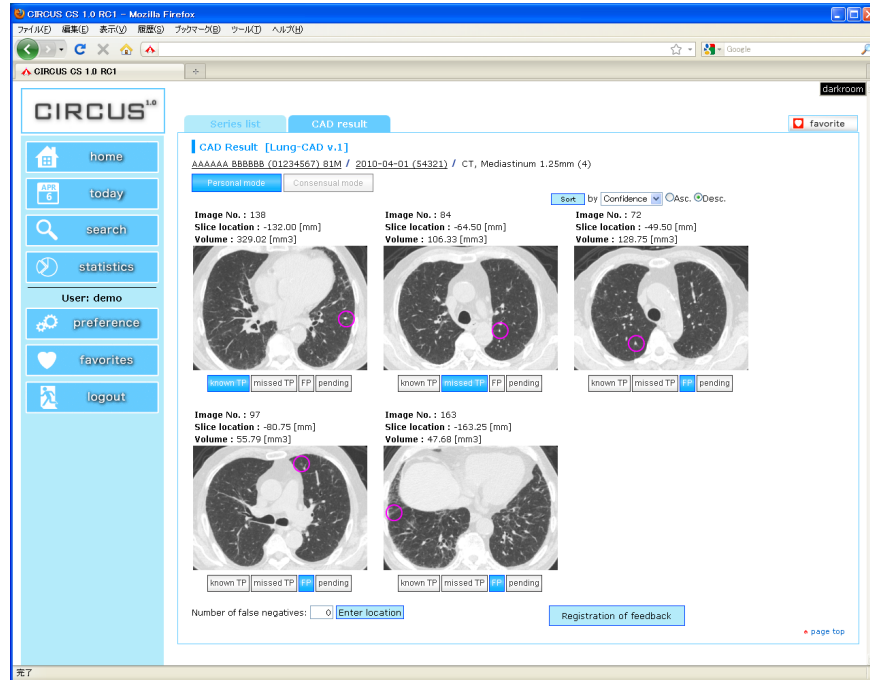 CIRCUS CS 1.0 RC1 - Mozilla Firefox
ファイル(F) 編集(E) 表示(V) 履歴(S) ブックマーク(B) ツール(T) ヘルプ(H)
Google
CIRCUS CS 1.0 RC1
darkroom
CIRCUS 1.0
Series list CAD result
favorite
home
APR 6 today
search
statistics
User: demo
preference
favorites
logout
CAD Result [Lung-CAD v.1]
AAAAAA BBBBBB (01234567) 81M / 2010-04-01 (54321) / CT, Mediastinum 1.25mm (4)
Personal mode Consensual mode
Sort by Confidence Asc. Desc.
Image No. : 138
Slice location : -132.00 [mm]
Volume : 329.02 [mm3]
known TP missed TP FP pending
Image No. : 84
Slice location : -64.50 [mm]
Volume : 106.33 [mm3]
known TP missed TP FP pending
Image No. : 72
Slice location : -49.50 [mm]
Volume : 128.75 [mm3]
known TP missed TP FP pending
Image No. : 97
Slice location : -80.75 [mm]
Volume : 55.79 [mm3]
known TP missed TP FP pending
Image No. : 163
Slice location : -163.25 [mm]
Volume : 47.68 [mm3]
known TP missed TP FP pending
Number of false negatives: 0 Enter location
Registration of feedback
page top
完了